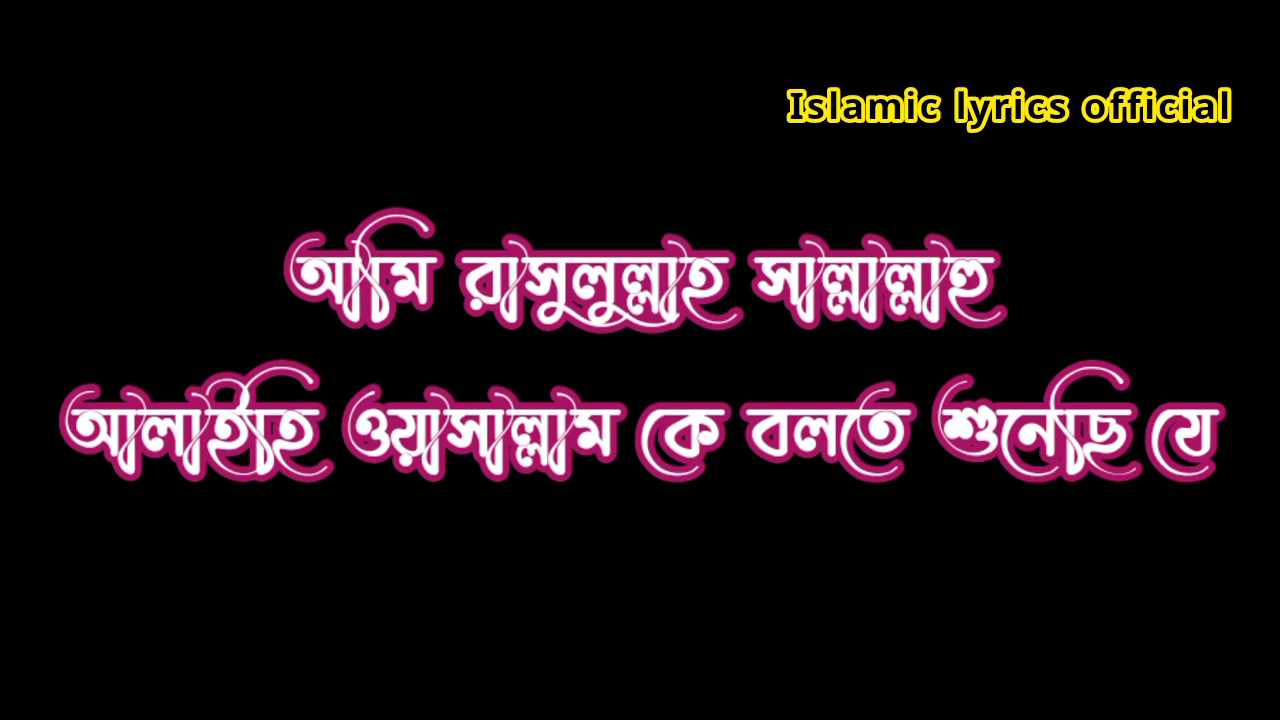 Islamic lyrics official
আমি রাসুলুল্লাহ সাল্লাল্লাহু
আলাইহি ওয়াসাল্লাম কে বলতে শুনেছি যে